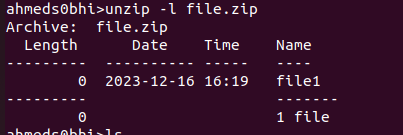 ahmeds0bhi>unzip -l file.zip
Archive:  file.zip
  Length      Date    Time    Name
---------  ---------- -----   ----
        0  2023-12-16 16:19   file1
---------                     -------
        0                     1 file
ahmeds0bhi>ls